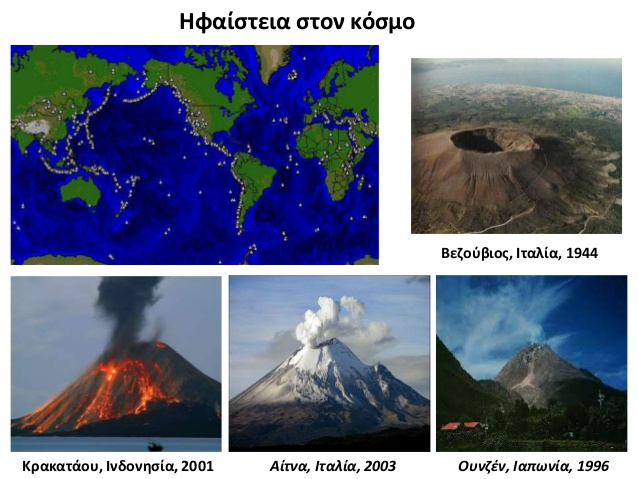 Ηφαίστεια στον κόσμο
Βεζούβιος, Ιταλία, 1944
Κρακατάου, Ινδονησία, 2001
Αίτνα, Ιταλία, 2003
Ουνζέν, Ιαπωνία, 1996